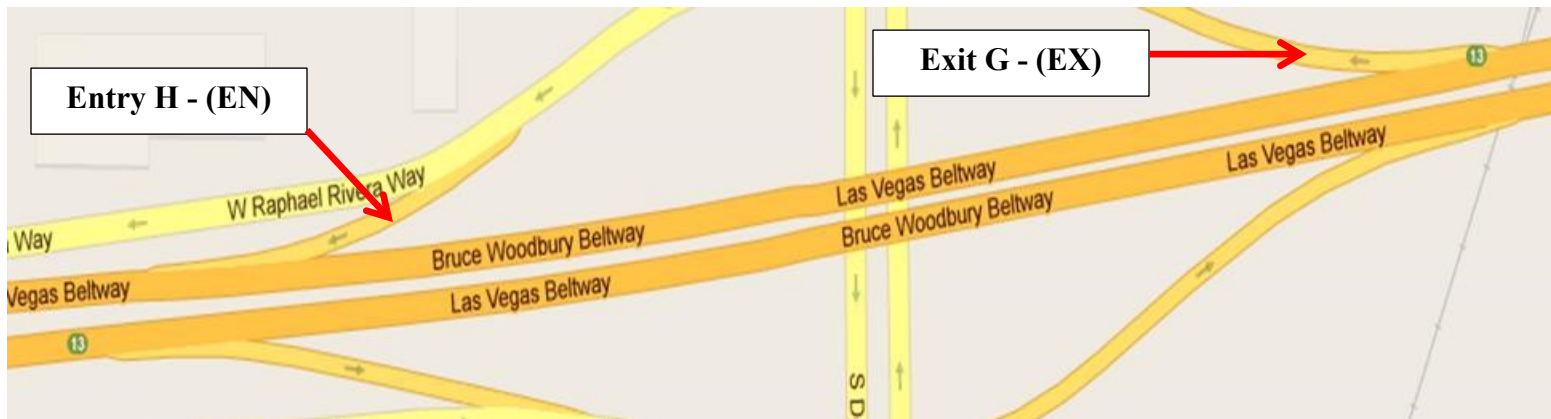 Exit G - (EX)
13
Entry H - (EN)
Las Vegas Beltway
Las Vegas Beltway
W Raphael Rivera Way
Bruce Woodbury Beltway
Bruce Woodbury Beltway
Way
Vegas Beltway
Las Vegas Beltway
13
S D